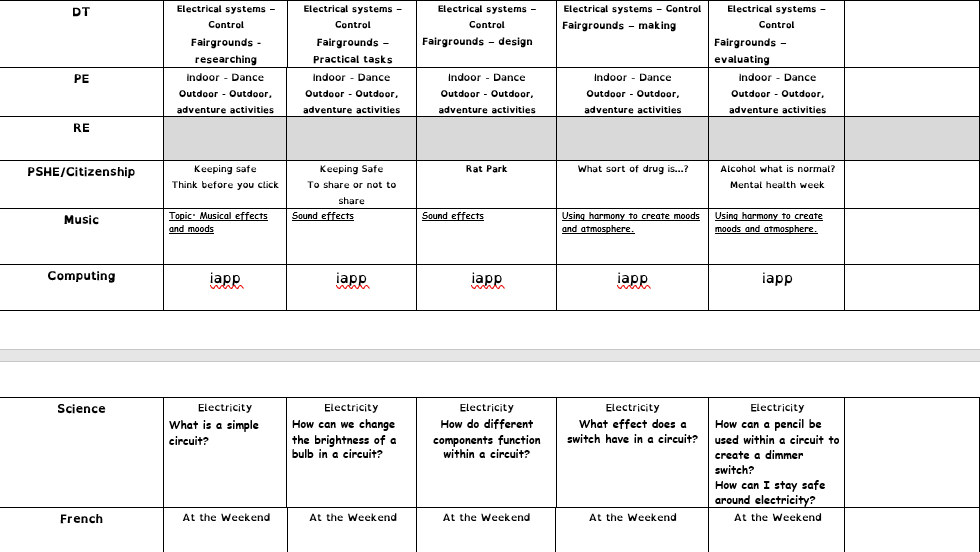 DT
Electrical systems –
Control
Fairgrounds -
researching
Electrical systems –
Control
Fairgrounds –
Practical tasks
Electrical systems –
Control
Fairgrounds – design
Electrical systems – Control
Fairgrounds – making
Electrical systems –
Control
Fairgrounds –
evaluating
PE
Indoor - Dance
Outdoor - Outdoor,
adventure activities
Indoor - Dance
Outdoor - Outdoor,
adventure activities
Indoor - Dance
Outdoor - Outdoor,
adventure activities
Indoor - Dance
Outdoor - Outdoor,
adventure activities
Indoor - Dance
Outdoor - Outdoor,
adventure activities
RE
PSHE/Citizenship
Keeping safe
Think before you click
Keeping Safe
To share or not to
share
Rat Park
What sort of drug is...?
Alcohol what is normal?
Mental health week
Music
Topic· Musical effects
and moods
Sound effects
Sound effects
Using harmony to create moods
and atmosphere.
Using harmony to create
moods and atmosphere.
Computing
iapp
iapp
iapp
iapp
iapp
Science
Electricity
What is a simple
circuit?
Electricity
How can we change
the brightness of a
bulb in a circuit?
Electricity
How do different
components function
within a circuit?
Electricity
What effect does a
switch have in a circuit?
Electricity
How can a pencil be
used within a circuit to
create a dimmer
switch?
How can I stay safe
around electricity?
French
At the Weekend
At the Weekend
At the Weekend
At the Weekend
At the Weekend